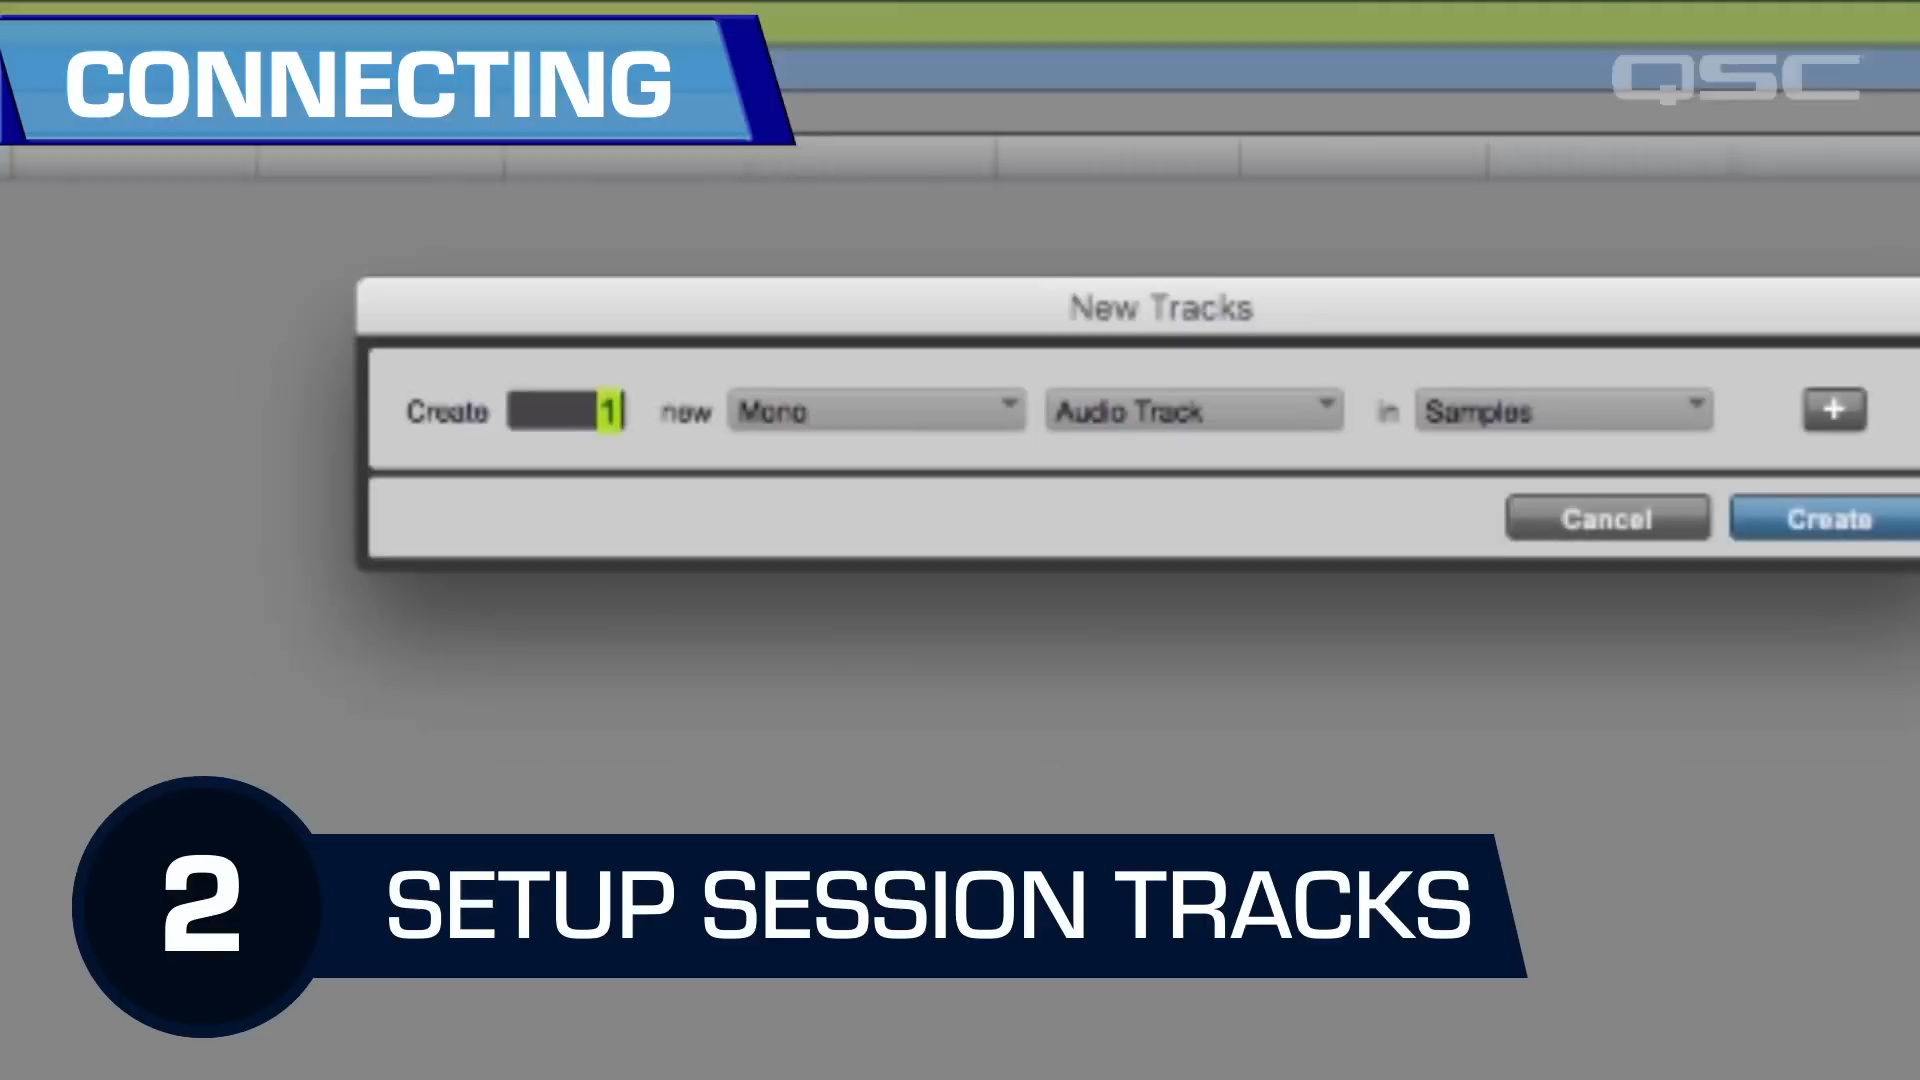 CONNECTING
QSC
New Tracks
Create 1 new Mono Audio Track in Samples +
Cancel Create
2 SETUP SESSION TRACKS